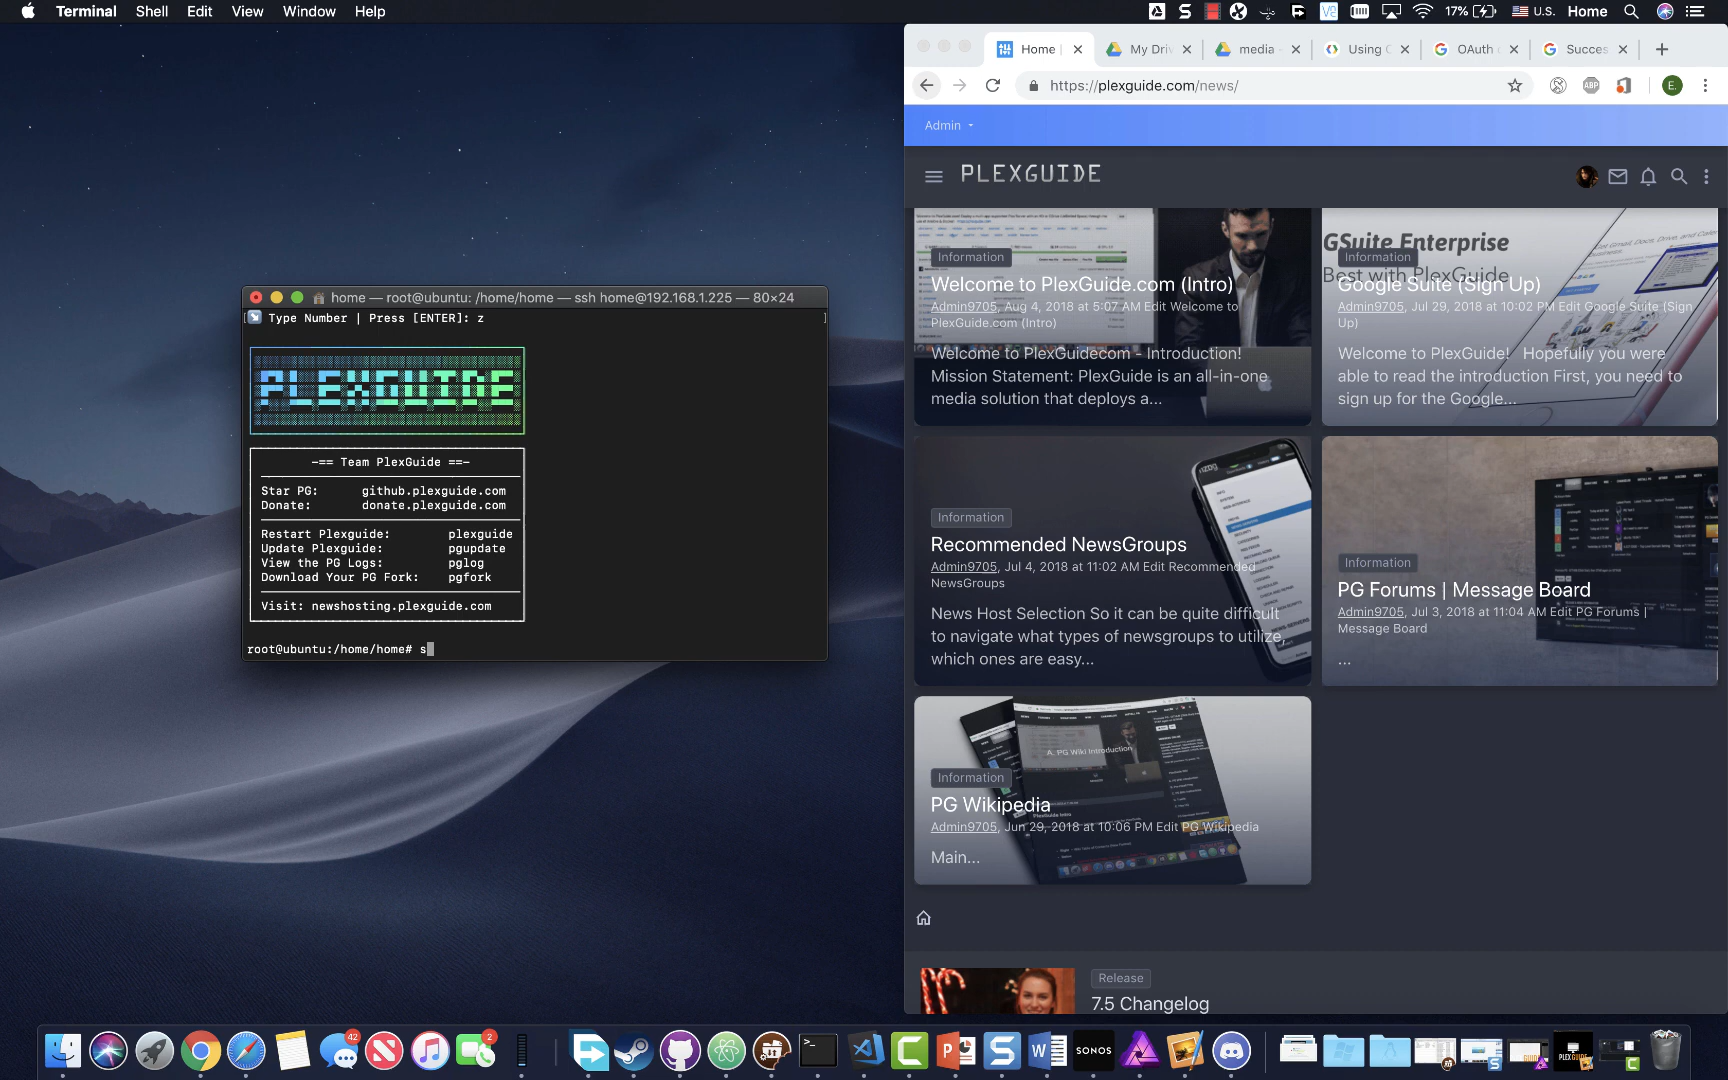 Terminal Shell Edit View Window Help
17% U.S. Home
Home My Driv media - Using G OAuth c Succes
https://plexguide.com/news/
ABP E.
Admin
PLEXGUIDE
home — root@ubuntu: /home/home — ssh home@192.168.1.225 — 80×24
Type Number | Press [ENTER]: z
PLEXGUIDE
-== Team PlexGuide ==-
Star PG: github.plexguide.com
Donate: donate.plexguide.com
Restart Plexguide: plexguide
Update Plexguide: pgupdate
View the PG Logs: pglog
Download Your PG Fork: pgfork
Visit: newshosting.plexguide.com
root@ubuntu:/home/home# s
Information
Welcome to PlexGuide.com (Intro)
Admin9705, Aug 4, 2018 at 5:07 AM Edit Welcome to
PlexGuide.com (Intro)
Welcome to PlexGuidecom - Introduction!
Mission Statement: PlexGuide is an all-in-one
media solution that deploys a...
GSuite Enterprise
Best with PlexGuide
Information
Google Suite (Sign Up)
Admin9705, Jul 29, 2018 at 10:02 PM Edit Google Suite (Sign
Up)
Welcome to PlexGuide! Hopefully you were
able to read the introduction First, you need to
sign up for the Google...
Information
Recommended NewsGroups
Admin9705, Jul 4, 2018 at 11:02 AM Edit Recommended
NewsGroups
News Host Selection So it can be quite difficult
to navigate what types of newsgroups to utilize,
which ones are easy...
Information
PG Forums | Message Board
Admin9705, Jul 3, 2018 at 11:04 AM Edit PG Forums |
Message Board
...
A. PG Wiki Introduction
Information
PG Wikipedia
Admin9705, Jun 29, 2018 at 10:06 PM Edit PG Wikipedia
Main...
Release
7.5 Changelog
42
2
SONOS